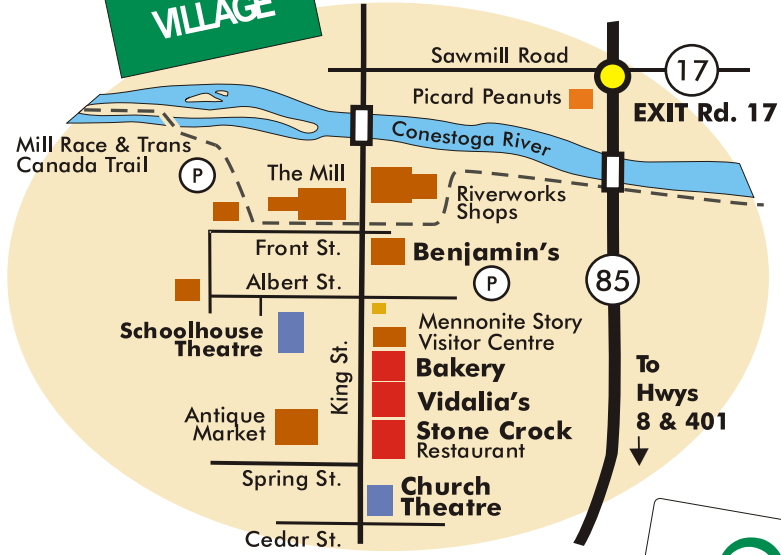 VILLAGE
Sawmill Road
17
Picard Peanuts
EXIT Rd. 17
Conestoga River
Mill Race & Trans
Canada Trail
P
The Mill
Riverworks
Shops
Front St.
Benjamin's
Albert St.
P
85
Schoolhouse
Theatre
Mennonite Story
Visitor Centre
King St.
Bakery
To
Hwys
8 & 401
Vidalia's
Antique
Market
Stone Crock
Restaurant
Spring St.
Church
Theatre
Cedar St.